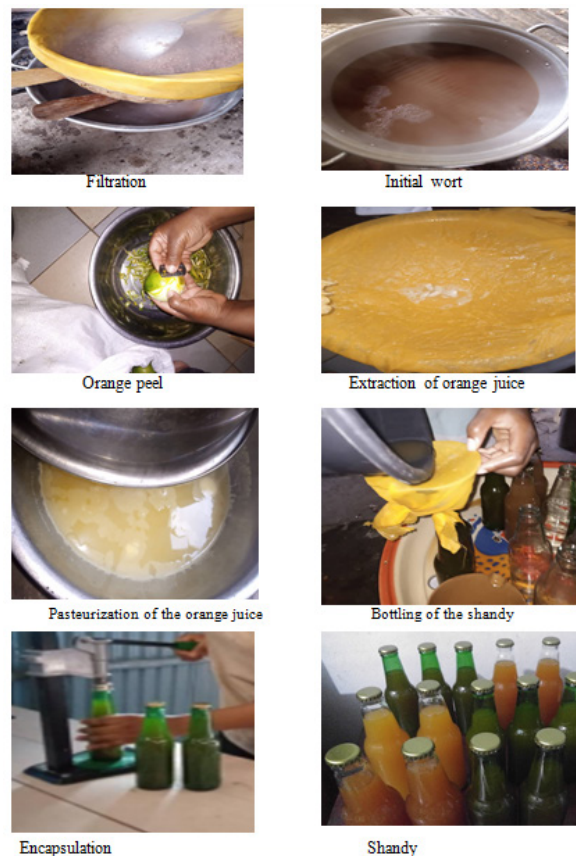 Filtration
Initial wort
Orange peel
Extraction of orange juice
Pasteurization of the orange juice
Bottling of the shandy
Encapsulation
Shandy